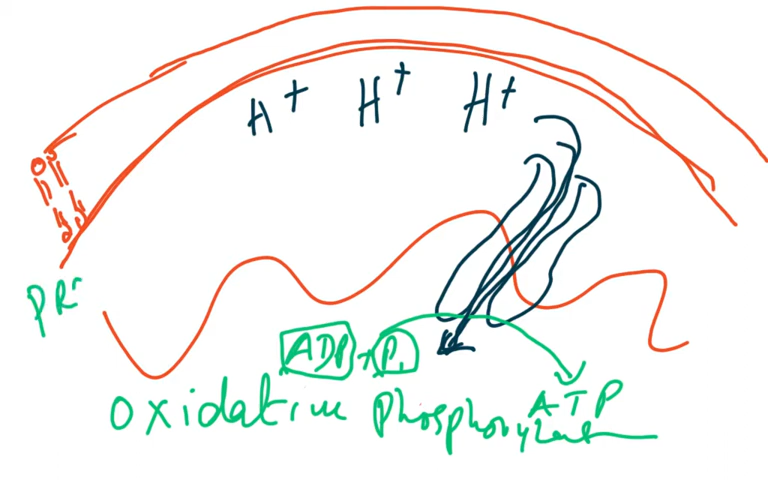 H+ H+ H+
ADP + Pi
ATP
Oxidative phosphorylation